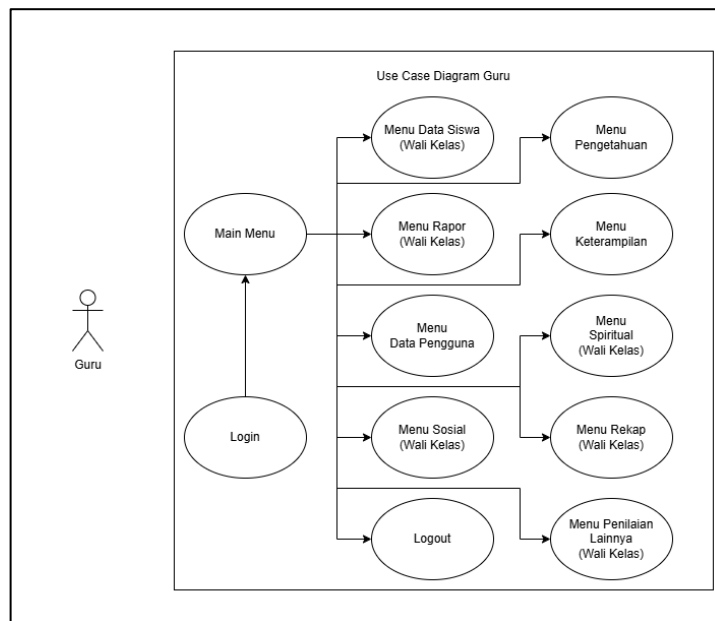 Use Case Diagram Guru
Menu Data Siswa
(Wali Kelas)
Menu
Pengetahuan
Main Menu
Menu Rapor
(Wali Kelas)
Menu
Keterampilan
Guru
Menu
Data Pengguna
Menu
Spiritual
(Wali Kelas)
Login
Menu Sosial
(Wali Kelas)
Menu Rekap
(Wali Kelas)
Logout
Menu Penilaian
Lainnya
(Wali Kelas)